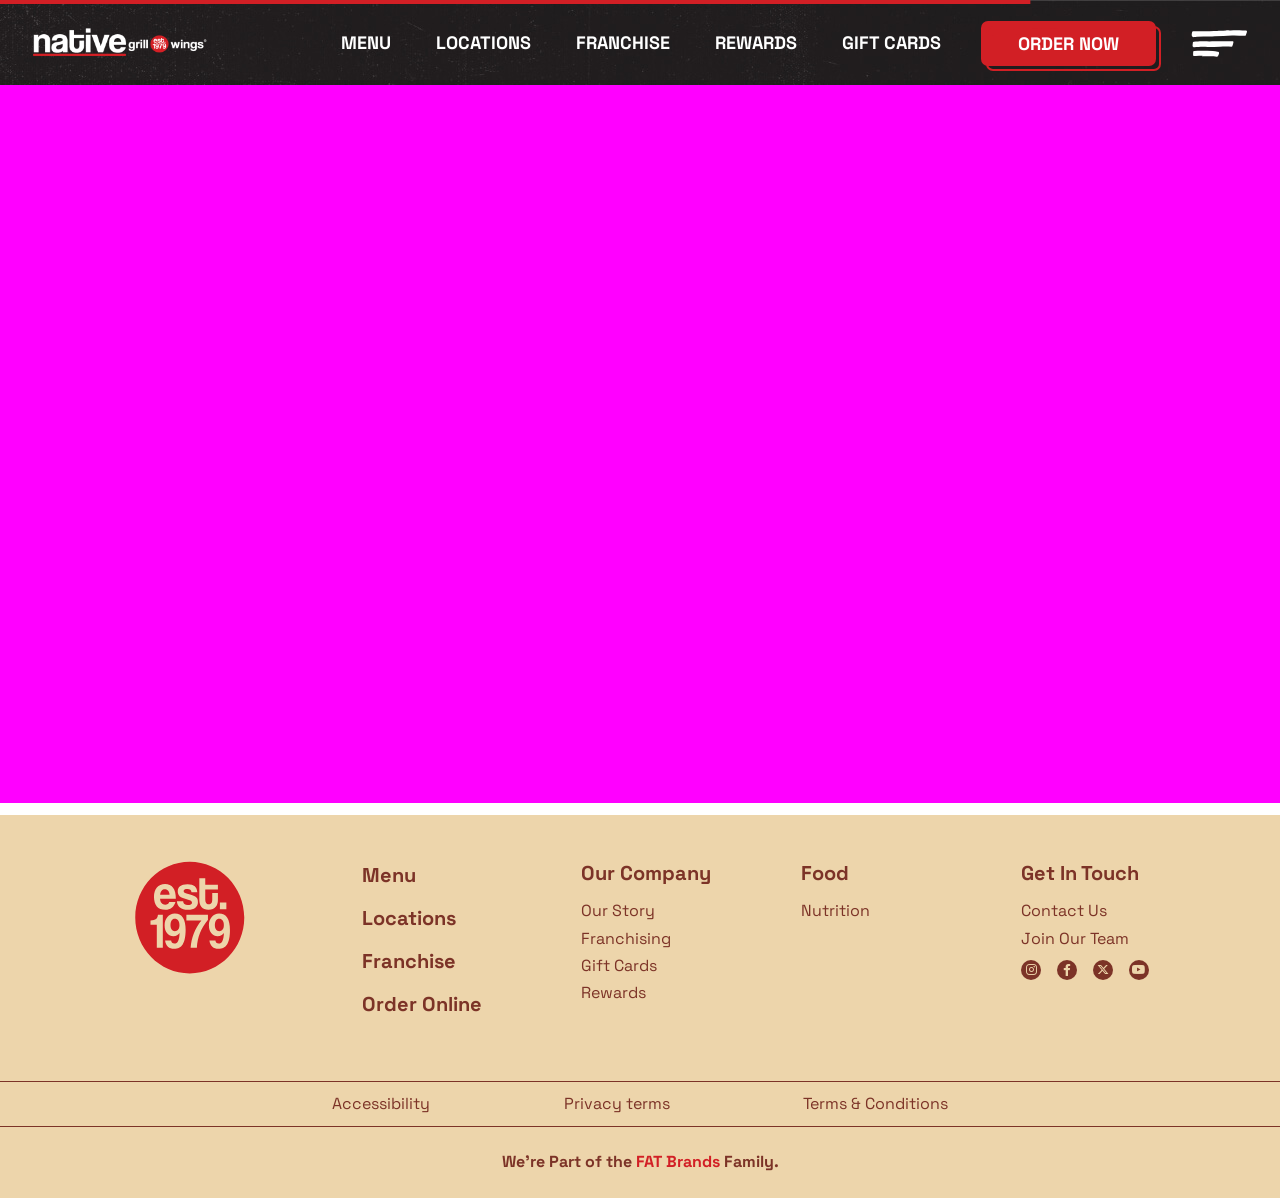 native grill est. 1979 wings®
MENU
LOCATIONS
FRANCHISE
REWARDS
GIFT CARDS
ORDER NOW
est.
1979
Menu
Locations
Franchise
Order Online
Our Company
Our Story
Franchising
Gift Cards
Rewards
Food
Nutrition
Get In Touch
Contact Us
Join Our Team
Accessibility
Privacy terms
Terms & Conditions
We're Part of the FAT Brands Family.